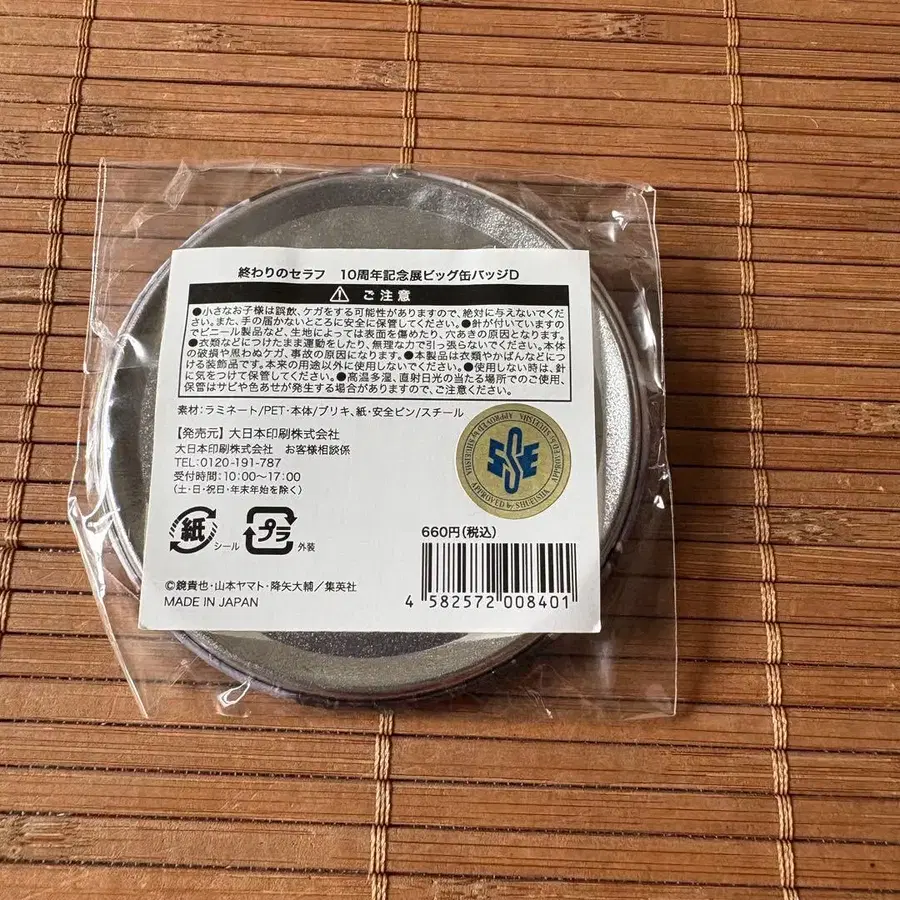 終わりのセラフ 10周年記念展ビッグ缶バッジD
⚠ ご注意
●小さなお子様は誤飲、ケガをする可能性がありますので、絶対に与えないでくだ
さい。また、手の届かないところに安全に保管してください。●針が付いていますの
でビニール製品など、生地によっては表面を傷めたり、穴あきの原因となります。
●衣類などにつけたまま運動をしたり、無理な力で引っ張らないでください。本体
の破損や思わぬケガ、事故の原因になります。●本製品は衣類やかばんなどにつ
ける装飾品です。本来の用途以外に使用しないでください。●使用しない時は、針
に気をつけて保管してください。●高温多湿、直射日光の当たる場所でのご使用、
保管はサビや色あせが発生する場合がありますので、ご注意ください。
素材:ラミネート/PET・本体/ブリキ、紙・安全ピン/スチール
【発売元】大日本印刷株式会社
大日本印刷株式会社 お客様相談係
TEL:0120-191-787
受付時間:10:00～17:00
(土・日・祝日・年末年始を除く)
APPROVED by SHUEISHA
APPROVED by SHUEISHA
APPROVED by SHUEISHA
SSE
紙 シール
プラ 外装
660円(税込)
4 582572 008401
©鏡貴也・山本ヤマト・降矢大輔／集英社
MADE IN JAPAN